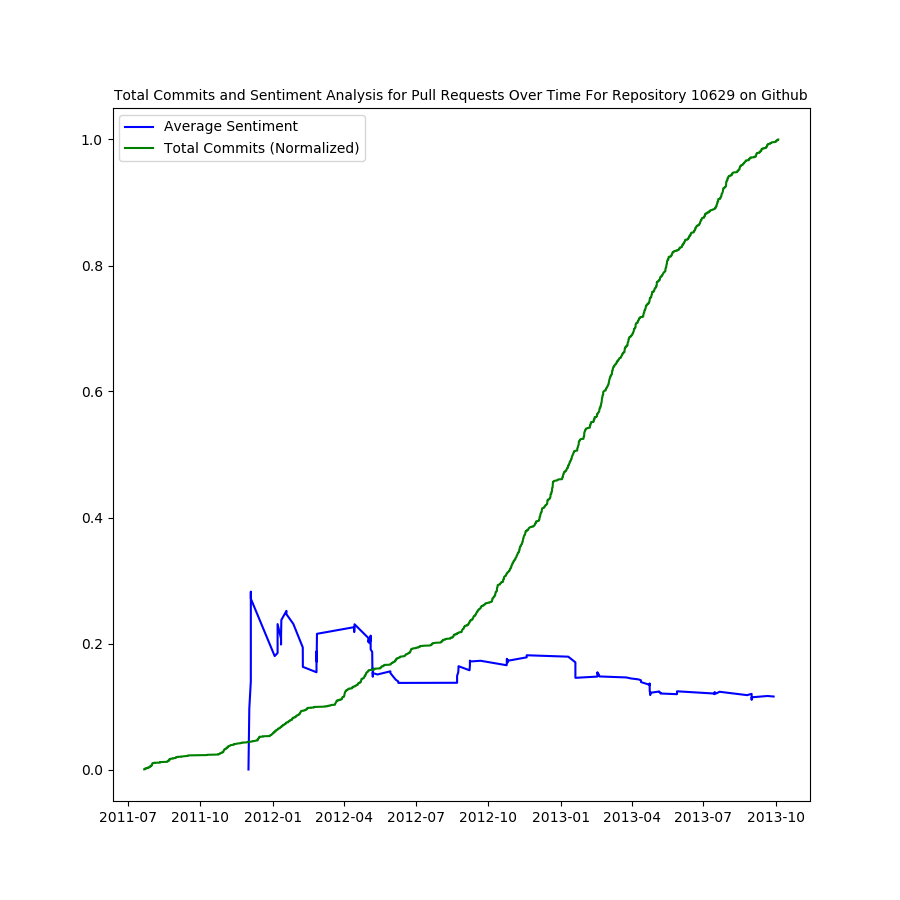 Total Commits and Sentiment Analysis for Pull Requests Over Time For Repository 10629 on Github
Average Sentiment
Total Commits (Normalized)
1.0
0.8
0.6
0.4
0.2
0.0
2011-07 2011-10 2012-01 2012-04 2012-07 2012-10 2013-01 2013-04 2013-07 2013-10